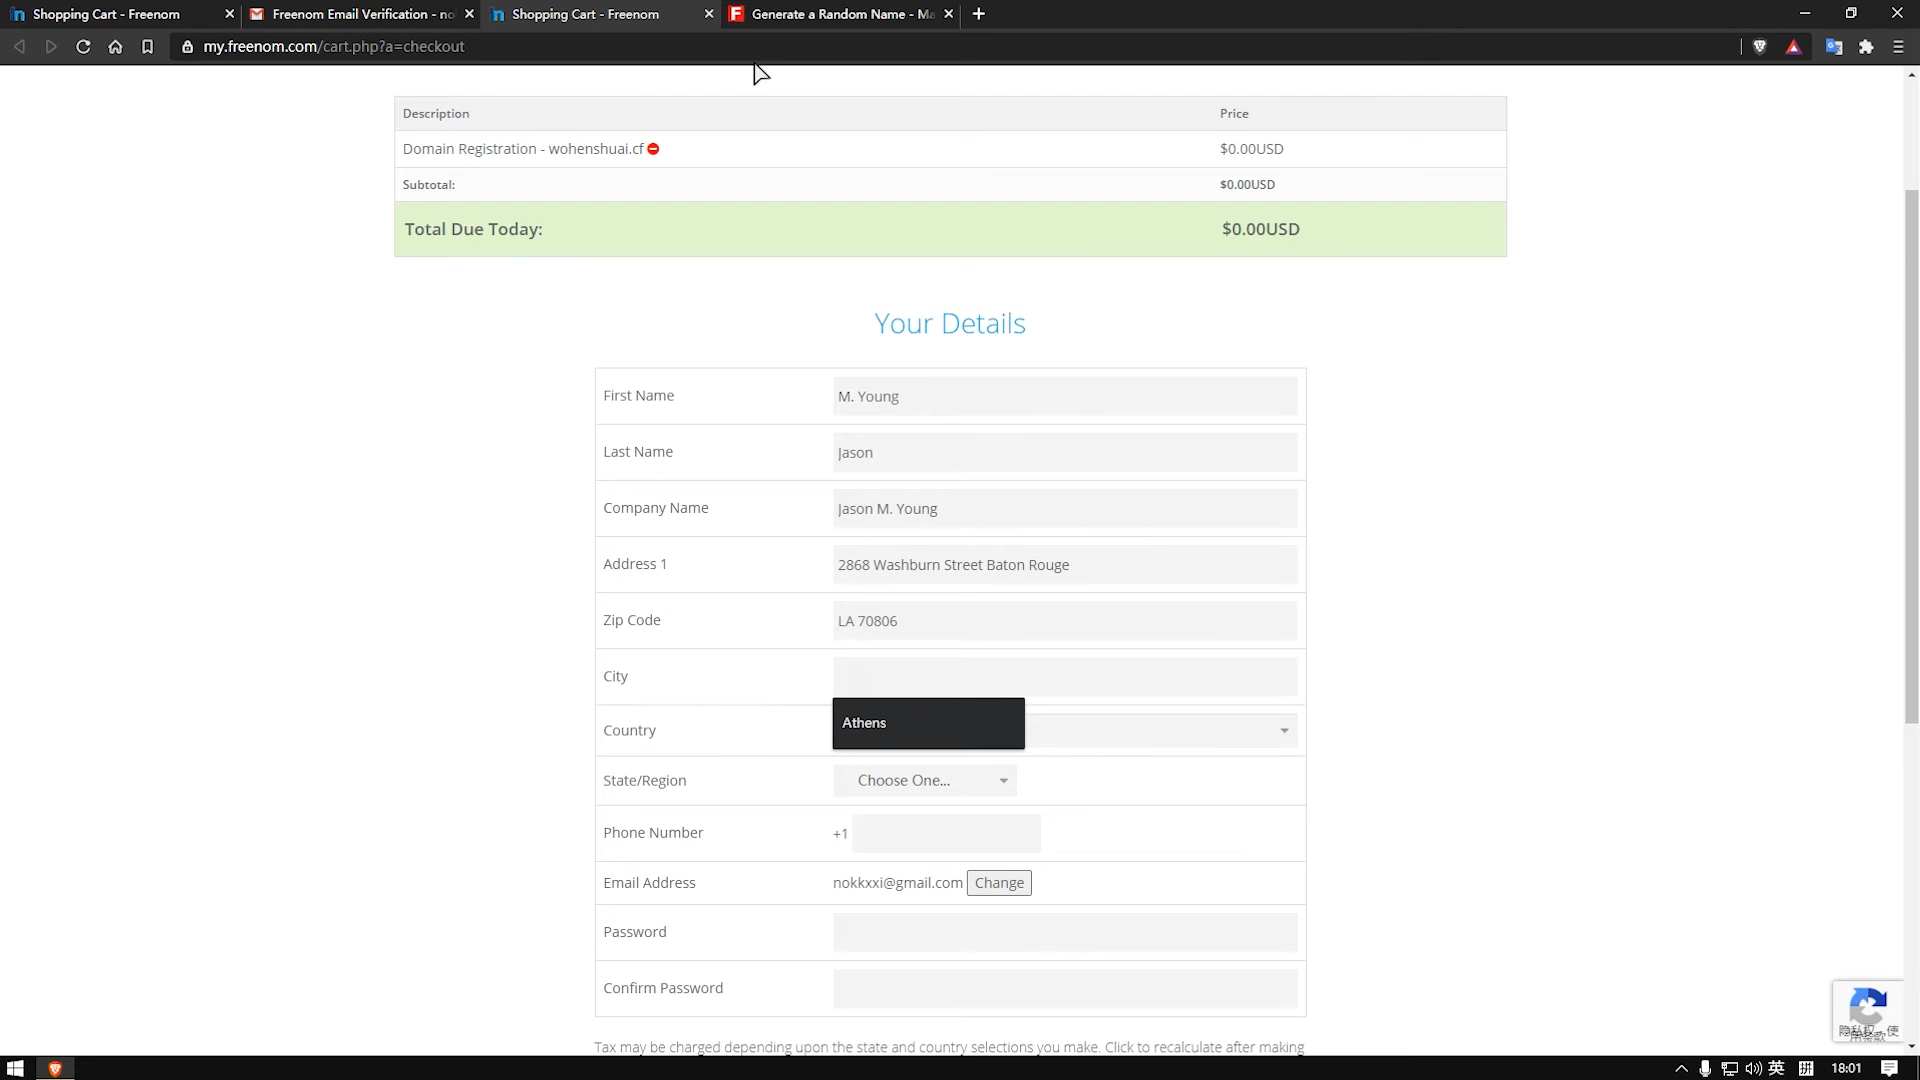 Shopping Cart - Freenom
Freenom Email Verification - no
Shopping Cart - Freenom
Generate a Random Name - Ma
my.freenom.com/cart.php?a=checkout
Description Price
Domain Registration - wohenshuai.cf $0.00USD
Subtotal: $0.00USD
Total Due Today: $0.00USD
Your Details
First Name M. Young
Last Name Jason
Company Name Jason M. Young
Address 1 2868 Washburn Street Baton Rouge
Zip Code LA 70806
City
Athens
Country
State/Region Choose One...
Phone Number +1
Email Address nokkxxi@gmail.com Change
Password
Confirm Password
Tax may be charged depending upon the state and country selections you make. Click to recalculate after making
英 拼 18:01